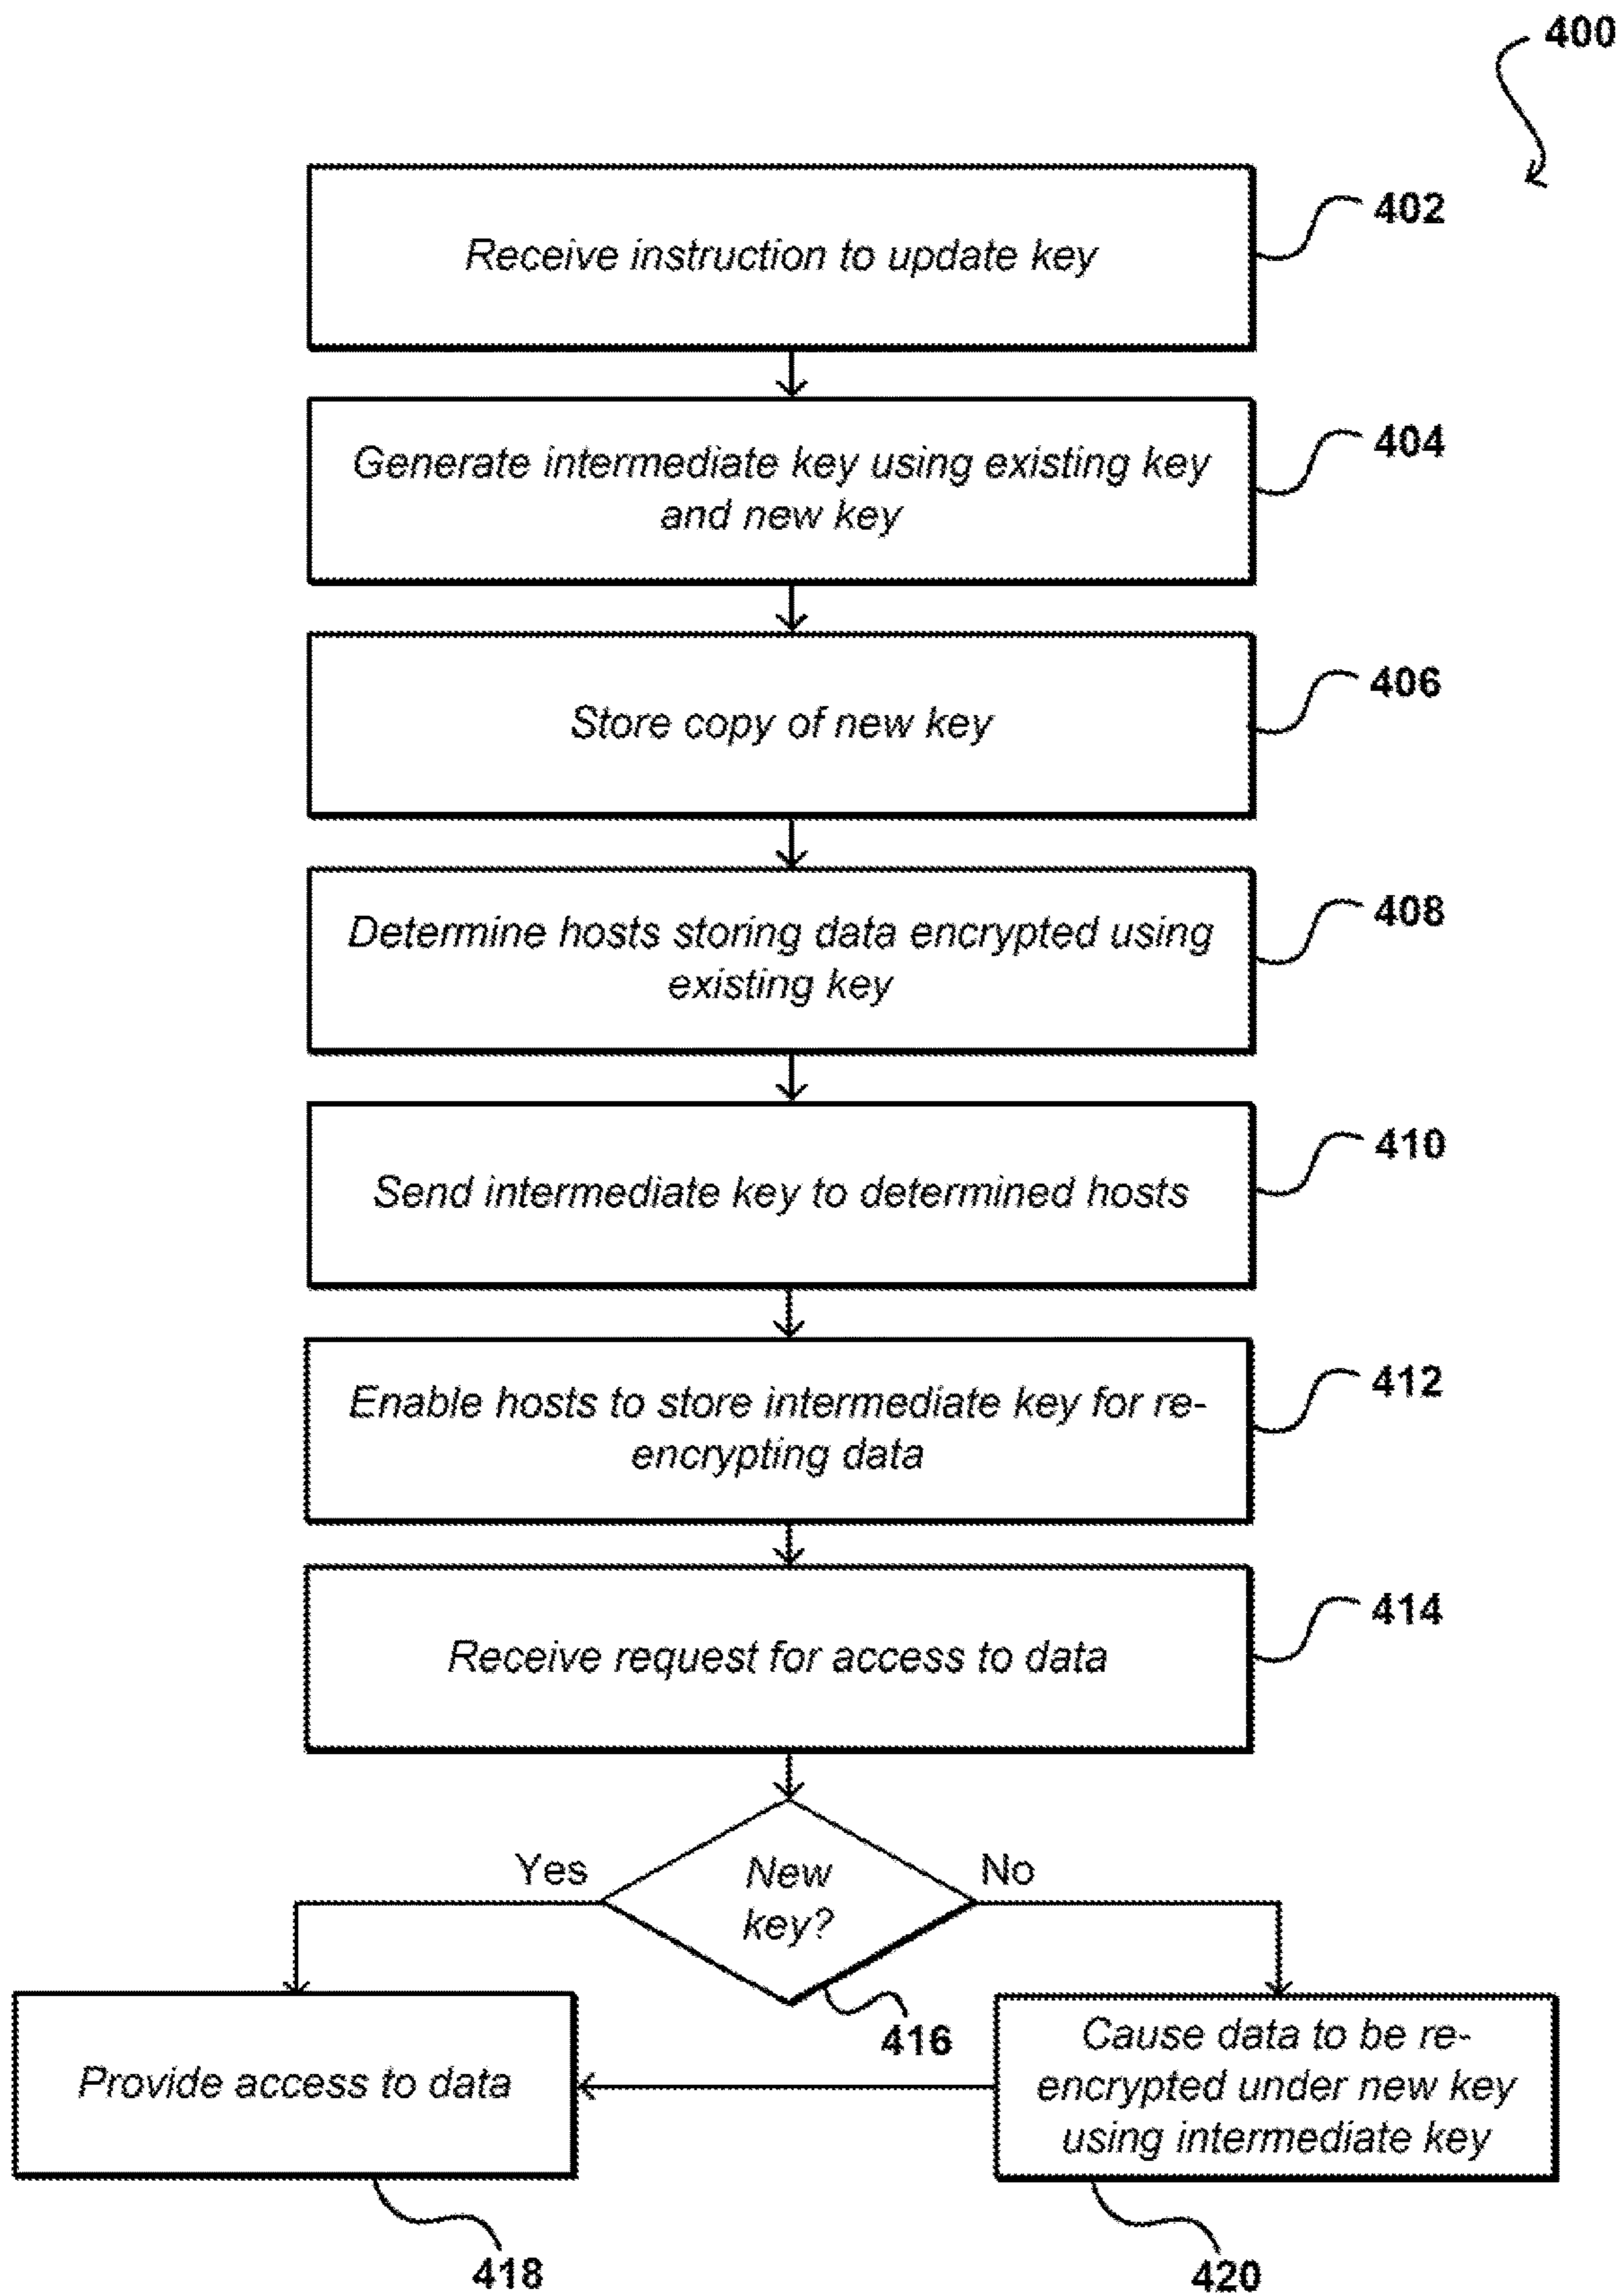 400
402
Receive instruction to update key
404
Generate intermediate key using existing key
and new key
406
Store copy of new key
408
Determine hosts storing data encrypted using
existing key
410
Send intermediate key to determined hosts
412
Enable hosts to store intermediate key for re-
encrypting data
414
Receive request for access to data
Yes
New
key?
No
416
Provide access to data
Cause data to be re-
encrypted under new key
using intermediate key
418
420